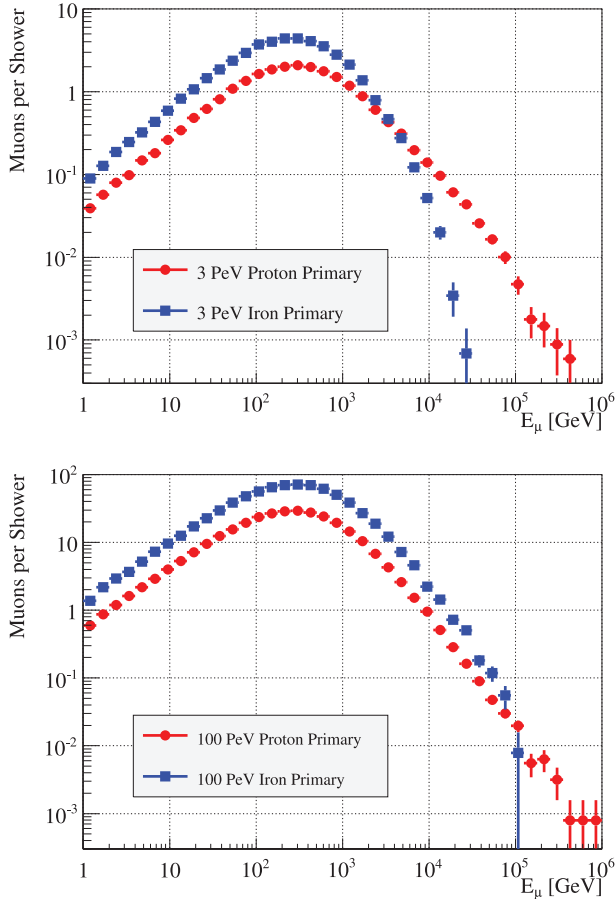 Muons per Shower
10
1
10⁻¹
10⁻²
10⁻³
3 PeV Proton Primary
3 PeV Iron Primary
1 10 10² 10³ 10⁴ 10⁵ 10⁶
E_μ [GeV]
Muons per Shower
10²
10
1
10⁻¹
10⁻²
10⁻³
100 PeV Proton Primary
100 PeV Iron Primary
1 10 10² 10³ 10⁴ 10⁵ 10⁶
E_μ [GeV]